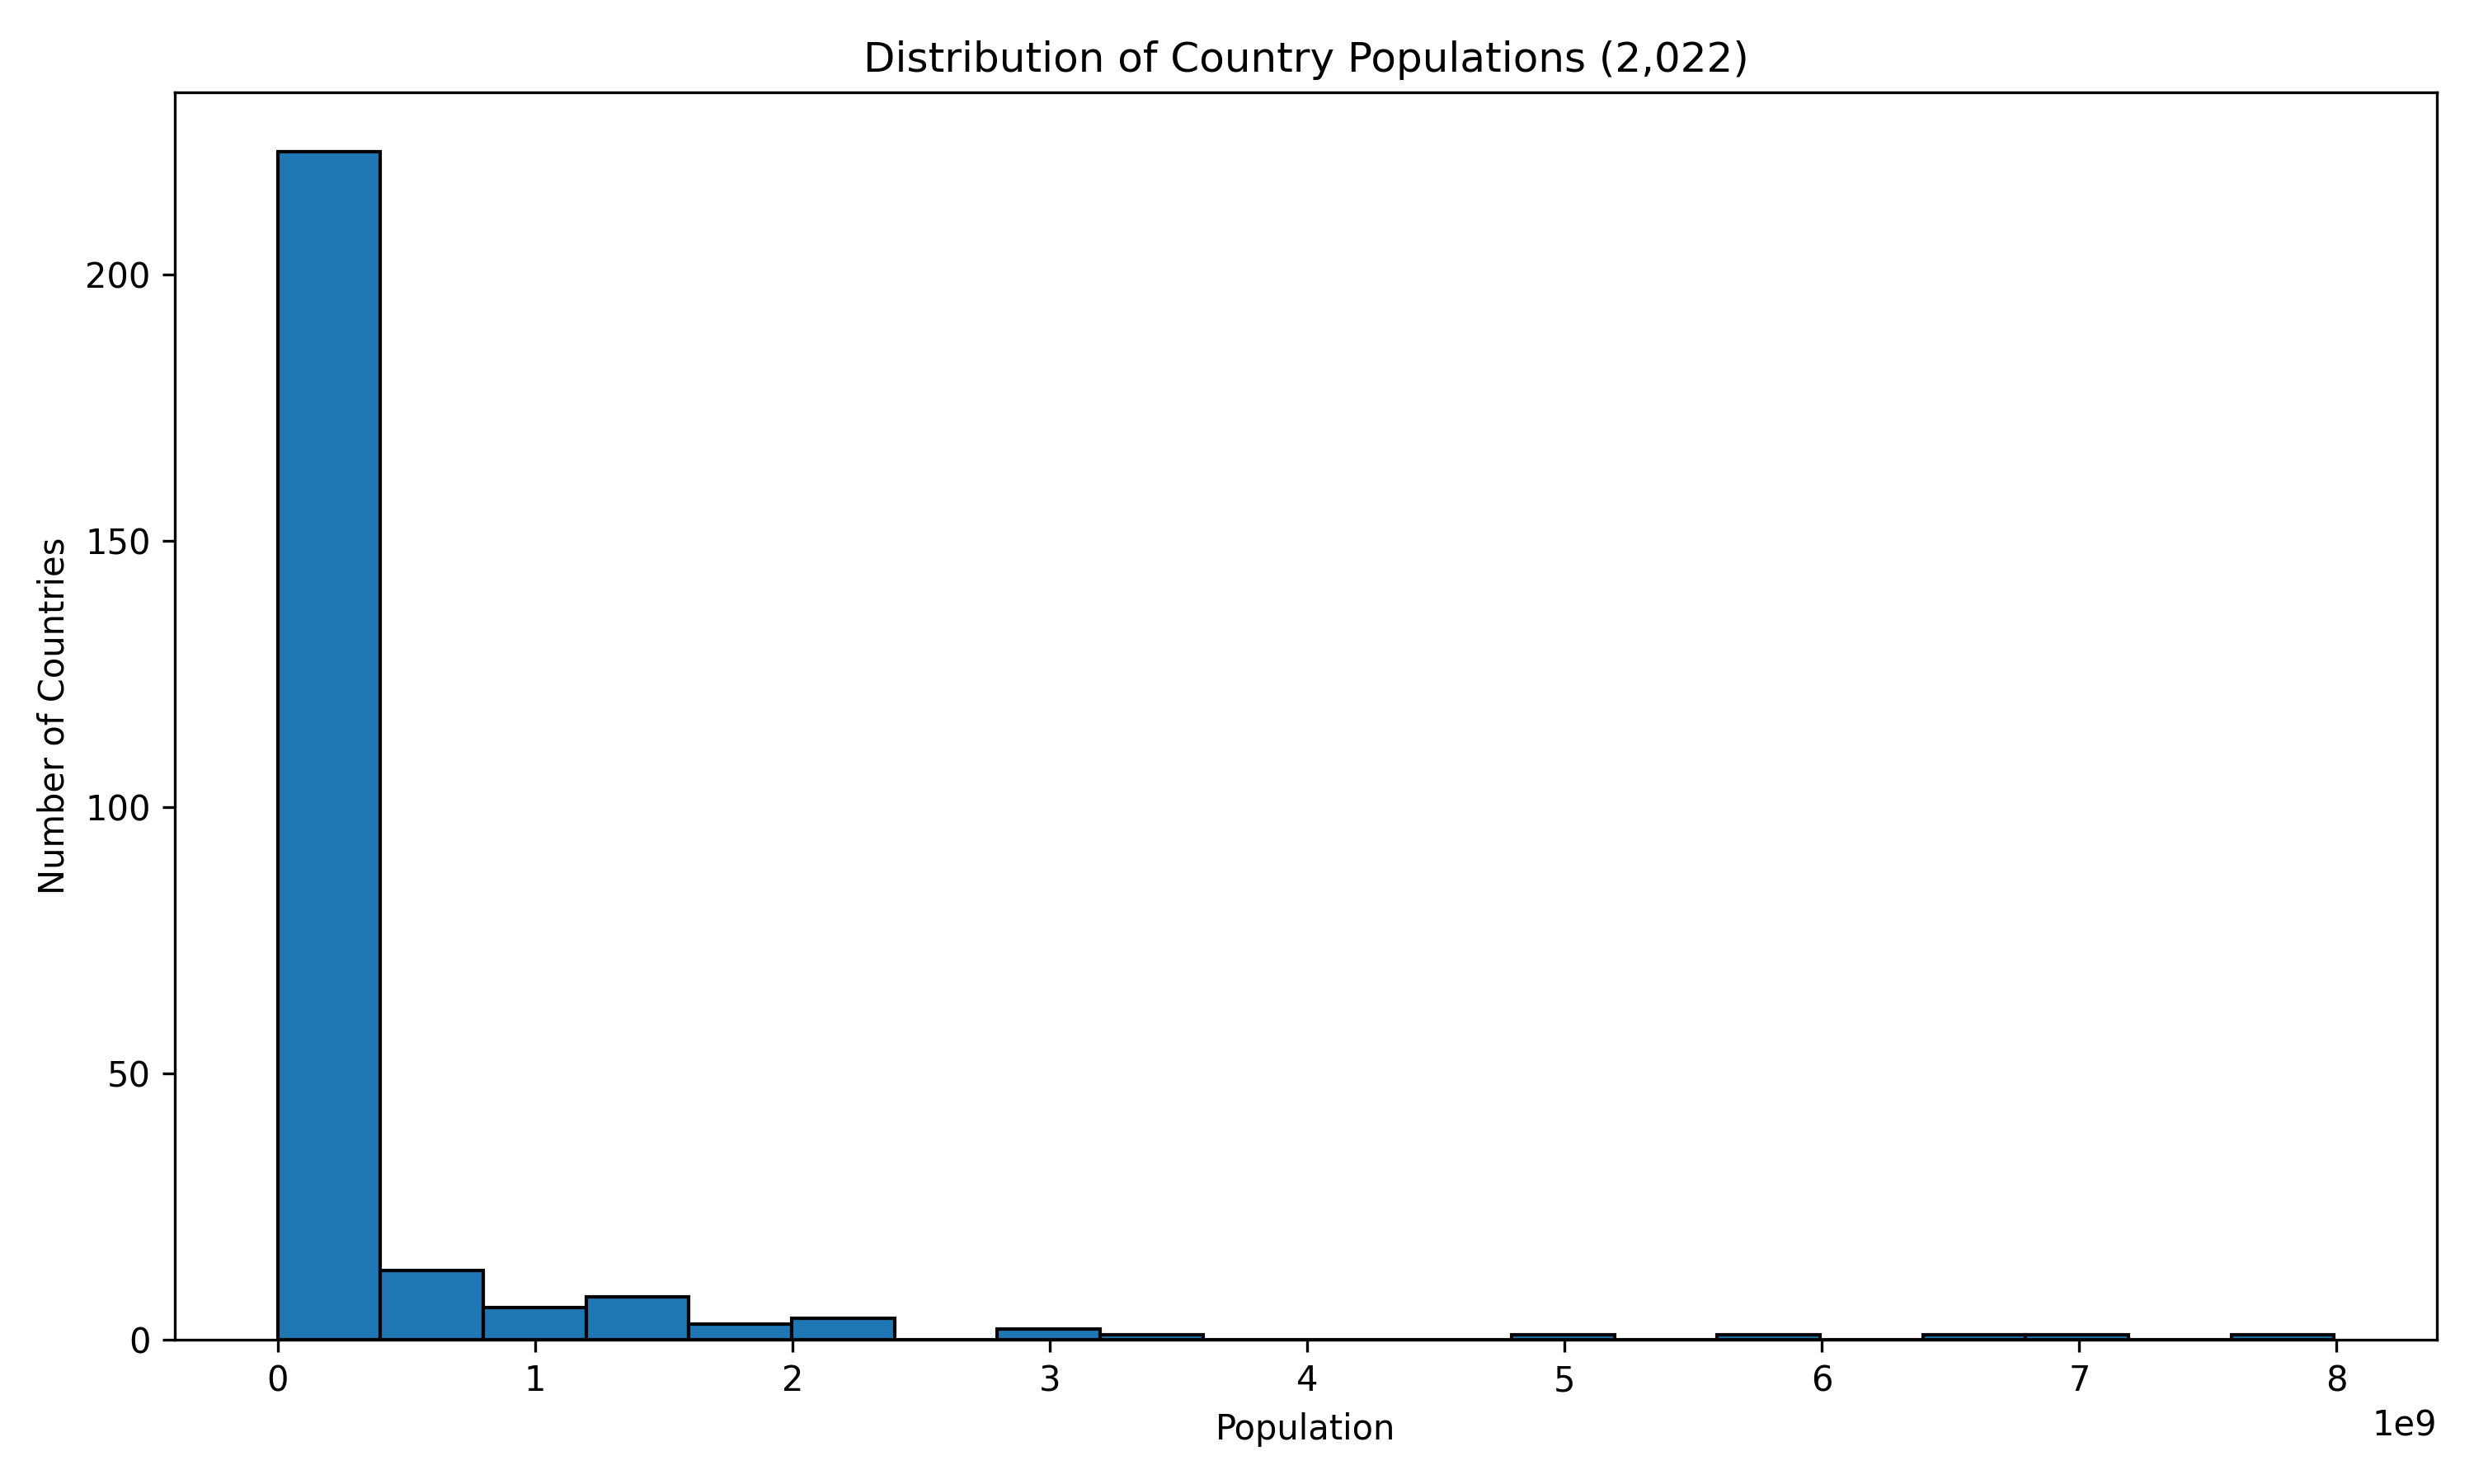 Distribution of Country Populations (2,022)
Number of Countries
200
150
100
50
0
0 1 2 3 4 5 6 7 8
1e9
Population